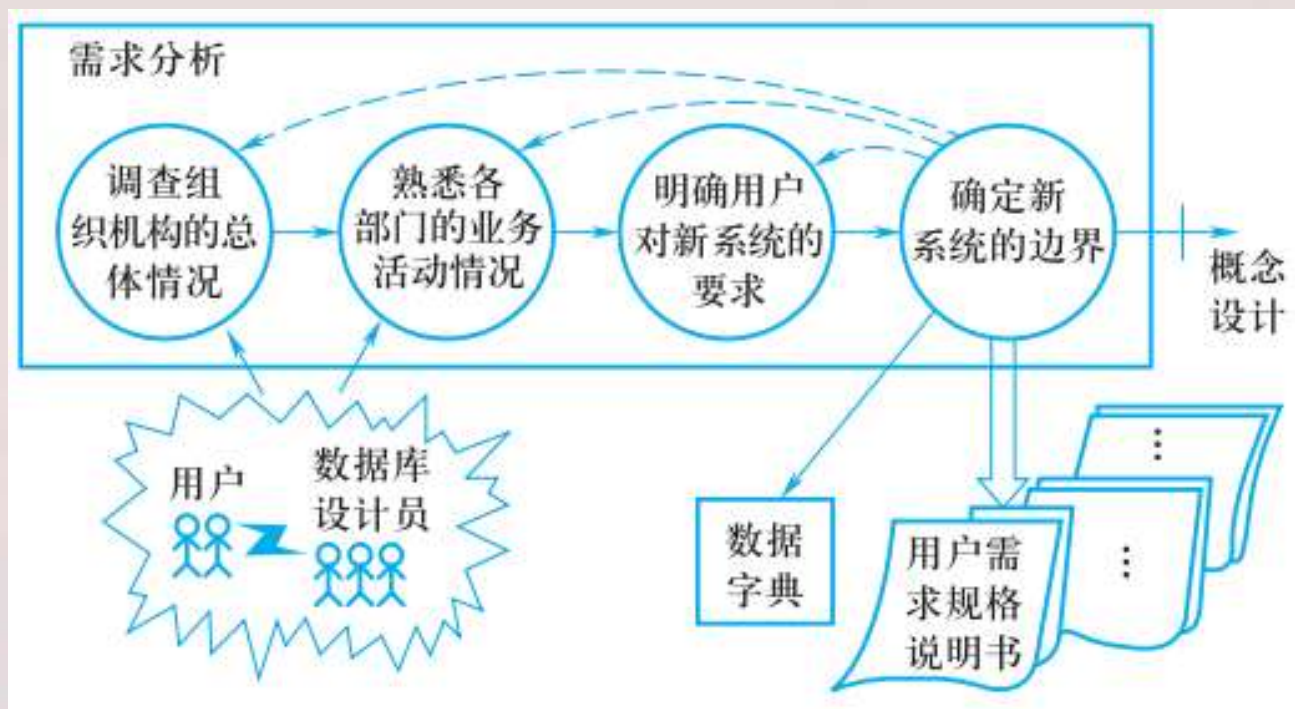 需求分析
调查组
织机构的总
体情况
熟悉各
部门的业务
活动情况
明确用户
对新系统的
要求
确定新
系统的边界
概念
设计
用户
数据库
设计员
数据
字典
用户需
求规格
说明书
⋮
⋮